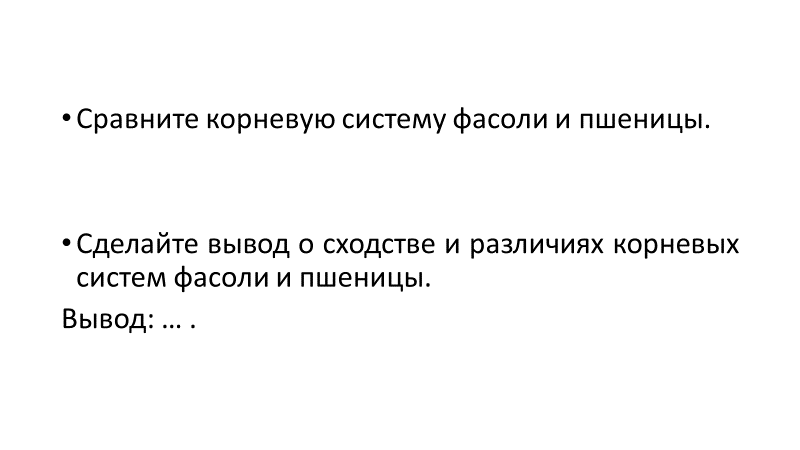 • Сравните корневую систему фасоли и пшеницы.
• Сделайте вывод о сходстве и различиях корневых
систем фасоли и пшеницы.
Вывод: … .